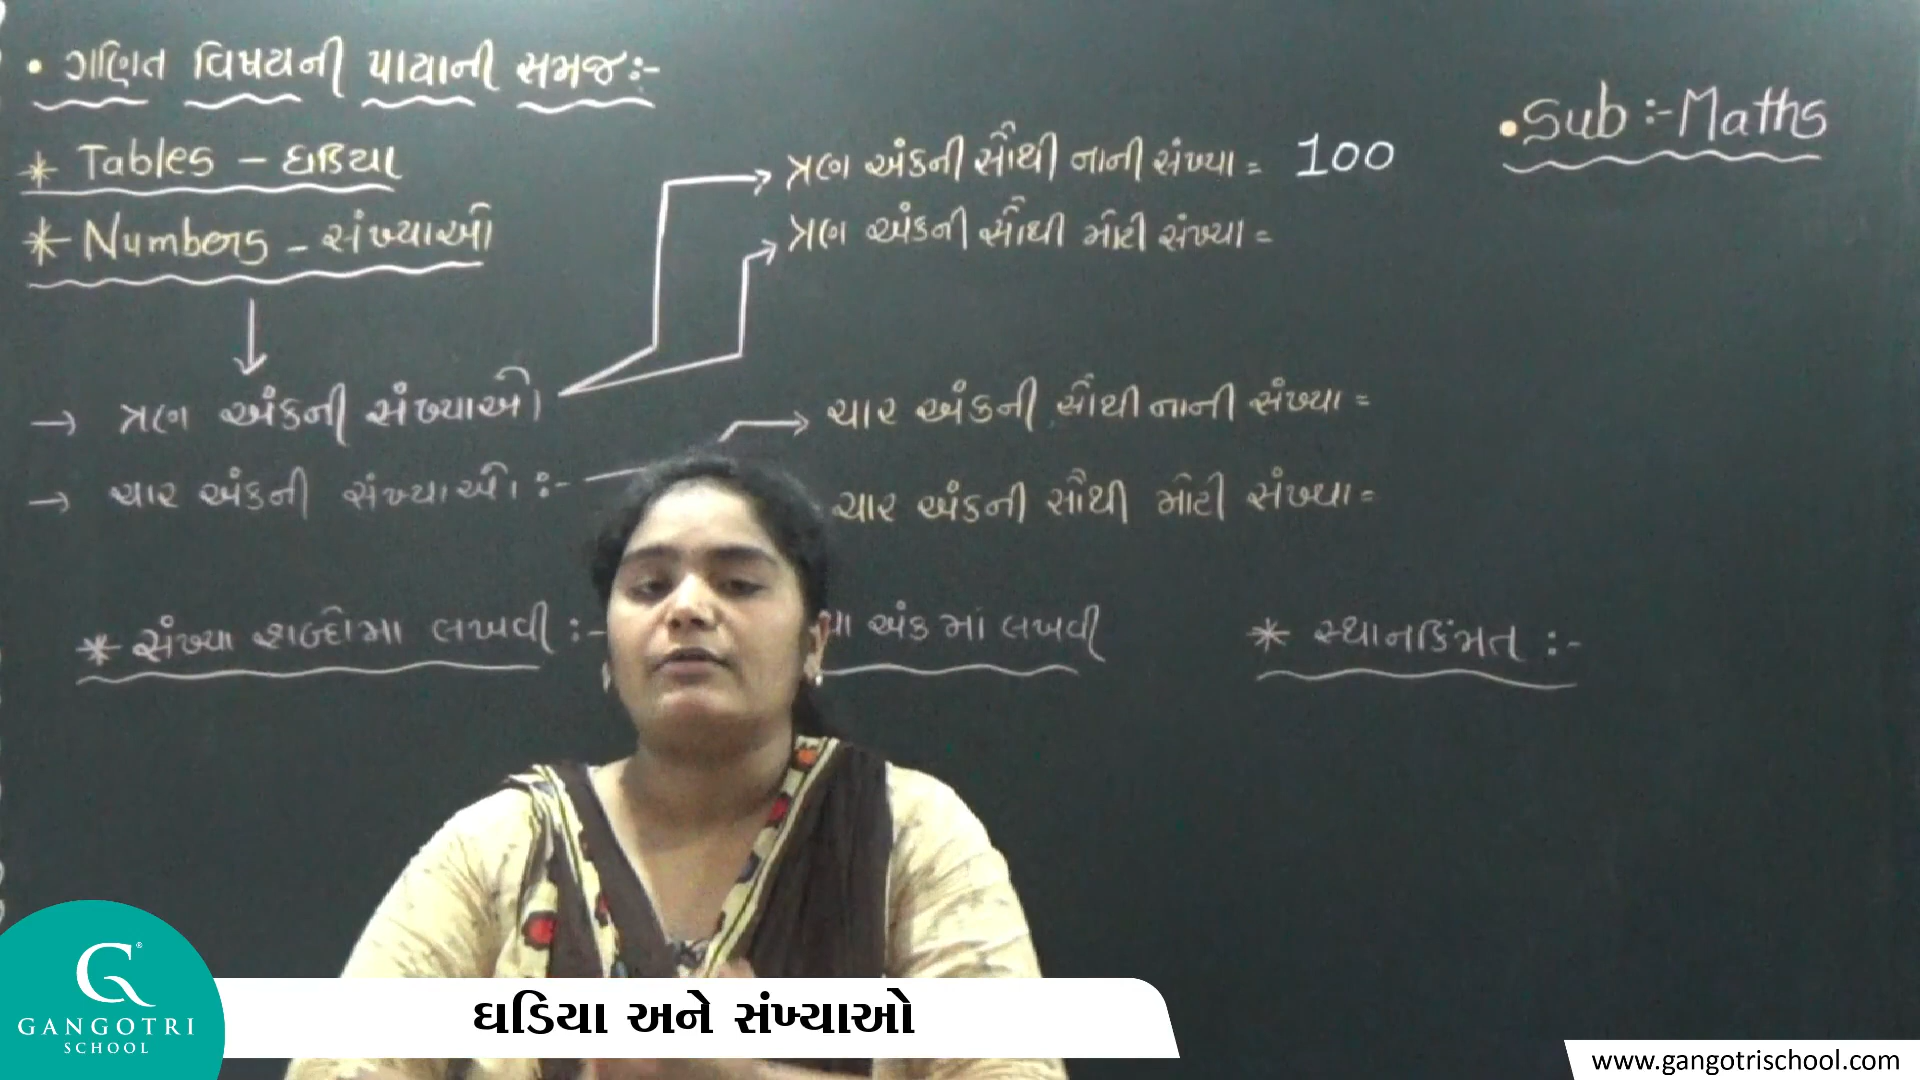 • ગણિત વિષયની પાયાની સમજ:-
• Sub :- Maths
* Tables - ઘડિયા
* Numbers - સંખ્યાઓ
ત્રણ અંકની સૌથી નાની સંખ્યા = 100
ત્રણ અંકની સૌથી મોટી સંખ્યા =
→ ત્રણ અંકની સંખ્યાઓ
ચાર અંકની સૌથી નાની સંખ્યા =
→ ચાર અંકની સંખ્યાઓ :-
ચાર અંકની સૌથી મોટી સંખ્યા =
* સંખ્યા શબ્દોમા લખવી :-
અંક માં લખવી
* સ્થાનકિંમત :-
GANGOTRI
SCHOOL
ઘડિયા અને સંખ્યાઓ
www.gangotrischool.com